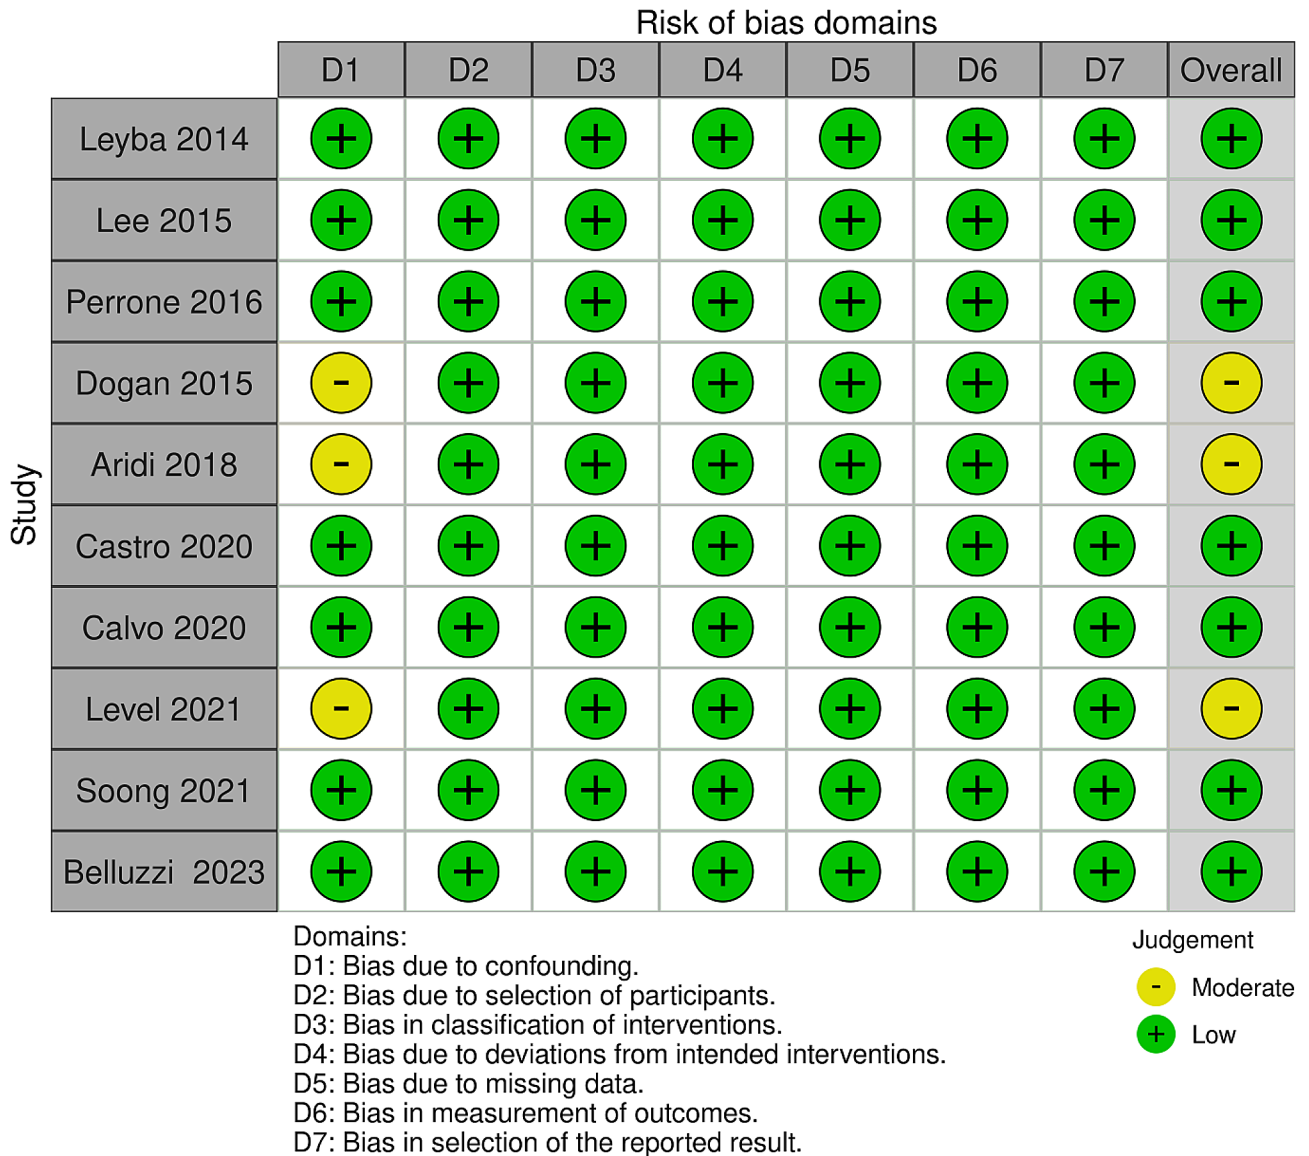 Risk of bias domains
D1 D2 D3 D4 D5 D6 D7 Overall
Study
Leyba 2014 + + + + + + + +
Lee 2015 + + + + + + + +
Perrone 2016 + + + + + + + +
Dogan 2015 - + + + + + + -
Aridi 2018 - + + + + + + -
Castro 2020 + + + + + + + +
Calvo 2020 + + + + + + + +
Level 2021 - + + + + + + -
Soong 2021 + + + + + + + +
Belluzzi  2023 + + + + + + + +
Domains:
D1: Bias due to confounding.
D2: Bias due to selection of participants.
D3: Bias in classification of interventions.
D4: Bias due to deviations from intended interventions.
D5: Bias due to missing data.
D6: Bias in measurement of outcomes.
D7: Bias in selection of the reported result.
Judgement
- Moderate
+ Low